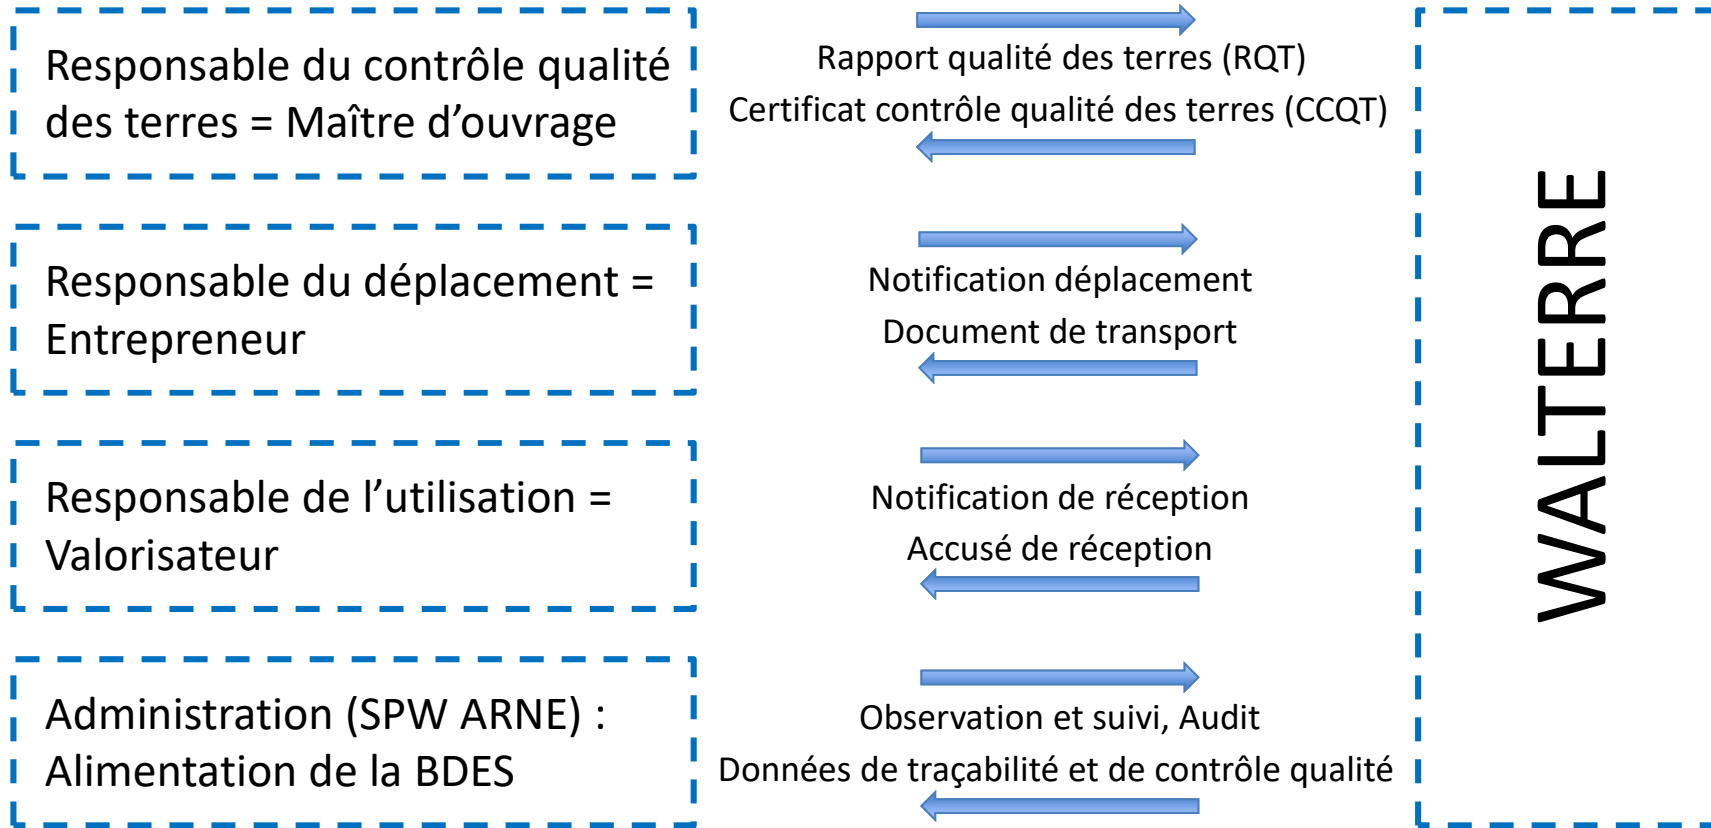 Responsable du contrôle qualité
des terres = Maître d'ouvrage
Rapport qualité des terres (RQT)
Certificat contrôle qualité des terres (CCQT)
Responsable du déplacement =
Entrepreneur
Notification déplacement
Document de transport
Responsable de l'utilisation =
Valorisateur
Notification de réception
Accusé de réception
Administration (SPW ARNE) :
Alimentation de la BDES
Observation et suivi, Audit
Données de traçabilité et de contrôle qualité
WALTERRE